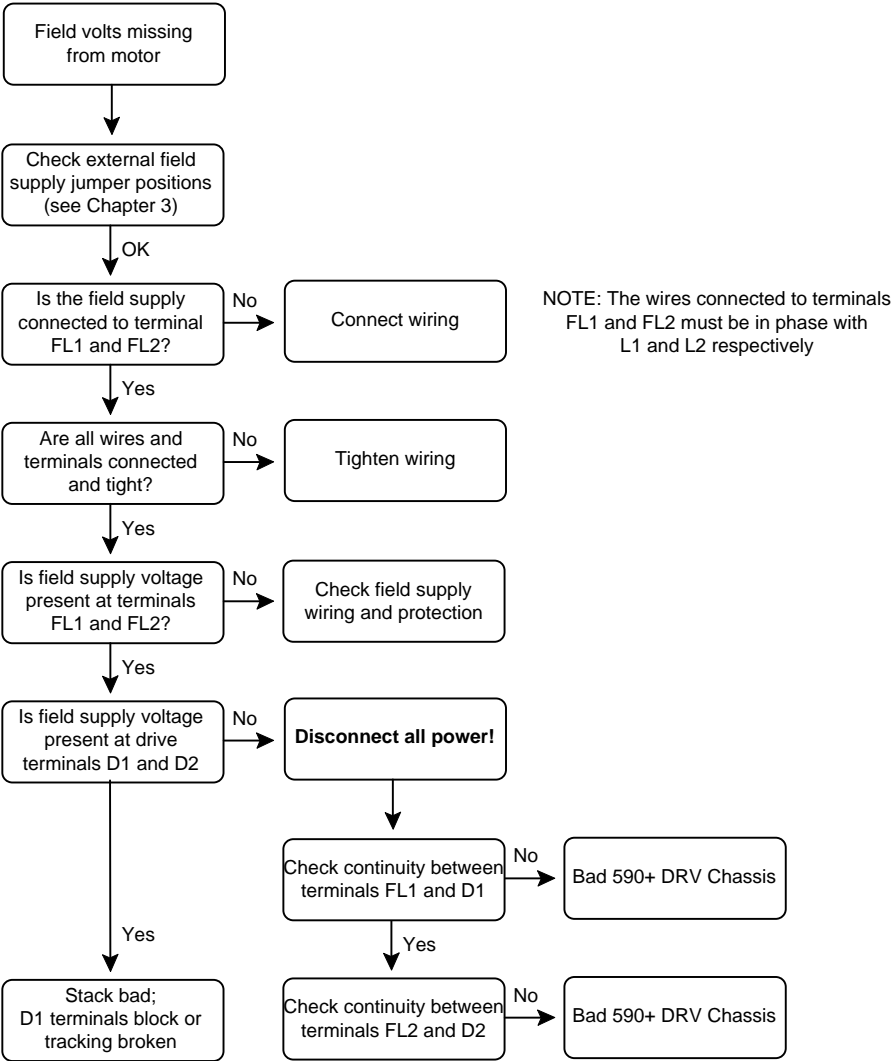 Field volts missing
from motor
Check external field
supply jumper positions
(see Chapter 3)
OK
Is the field supply
connected to terminal
FL1 and FL2?
No
Connect wiring
NOTE: The wires connected to terminals
FL1 and FL2 must be in phase with
L1 and L2 respectively
Yes
Are all wires and
terminals connected
and tight?
No
Tighten wiring
Yes
Is field supply voltage
present at terminals
FL1 and FL2?
No
Check field supply
wiring and protection
Yes
Is field supply voltage
present at drive
terminals D1 and D2
No
Disconnect all power!
Check continuity between
terminals FL1 and D1
No
Bad 590+ DRV Chassis
Yes
Yes
Stack bad;
D1 terminals block or
tracking broken
Check continuity between
terminals FL2 and D2
No
Bad 590+ DRV Chassis